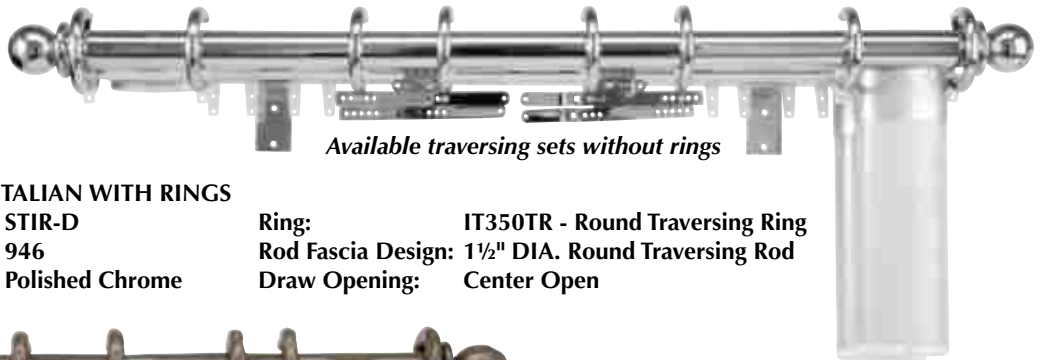 Available traversing sets without rings
TALIAN WITH RINGS
STIR-D Ring: IT350TR - Round Traversing Ring
946 Rod Fascia Design: 1½" DIA. Round Traversing Rod
Polished Chrome Draw Opening: Center Open